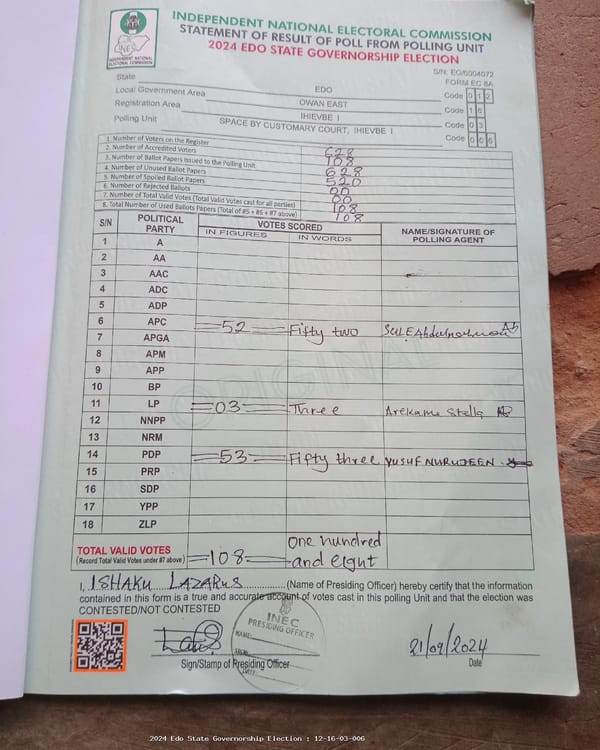 INDEPENDENT NATIONAL ELECTORAL COMMISSION
STATEMENT OF RESULT OF POLL FROM POLLING UNIT
2024 EDO STATE GOVERNORSHIP ELECTION
INEC
INDEPENDENT NATIONAL ELECTORAL COMMISSION
S/N: EG/0004072
FORM EC 8A
State EDO Code 012
Local Government Area OWAN EAST Code 16
Registration Area IHIEVBE I Code 03
Polling Unit SPACE BY CUSTOMARY COURT, IHIEVBE I Code 006
1. Number of Voters on the Register 628
2. Number of Accredited Voters 108
3. Number of Ballot Papers issued to the Polling Unit 628
4. Number of Unused Ballot Papers 520
5. Number of Spoiled Ballot Papers 00
6. Number of Rejected Ballots 00
7. Number of Total Valid Votes (Total Valid Votes cast for all parties) 108
8. Total Number of Used Ballots Papers (Total of #5 + #6 + #7 above) 108
S/N POLITICAL PARTY VOTES SCORED NAME/SIGNATURE OF POLLING AGENT
IN FIGURES IN WORDS
1 A
2 AA
3 AAC
4 ADC
5 ADP
6 APC 52 Fifty two
7 APGA
8 APM
9 APP
10 BP
11 LP 03 Three Arekame Stella
12 NNPP
13 NRM
14 PDP 53 Fifty three YUSUF NURUDEEN
15 PRP
16 SDP
17 YPP
18 ZLP
ORIGINAL
TOTAL VALID VOTES 108 One hundred and eight
(Record Total Valid Votes under #7 above)
I, ISHAKU LAZARUS (Name of Presiding Officer) hereby certify that the information
contained in this form is a true and accurate account of votes cast in this polling Unit and that the election was
CONTESTED/NOT CONTESTED
INEC
PRESIDING OFFICER
NAME:
SIGN:
DATE:
21/09/2024
Sign/Stamp of Presiding Officer Date
2024 Edo State Governorship Election : 12-16-03-006